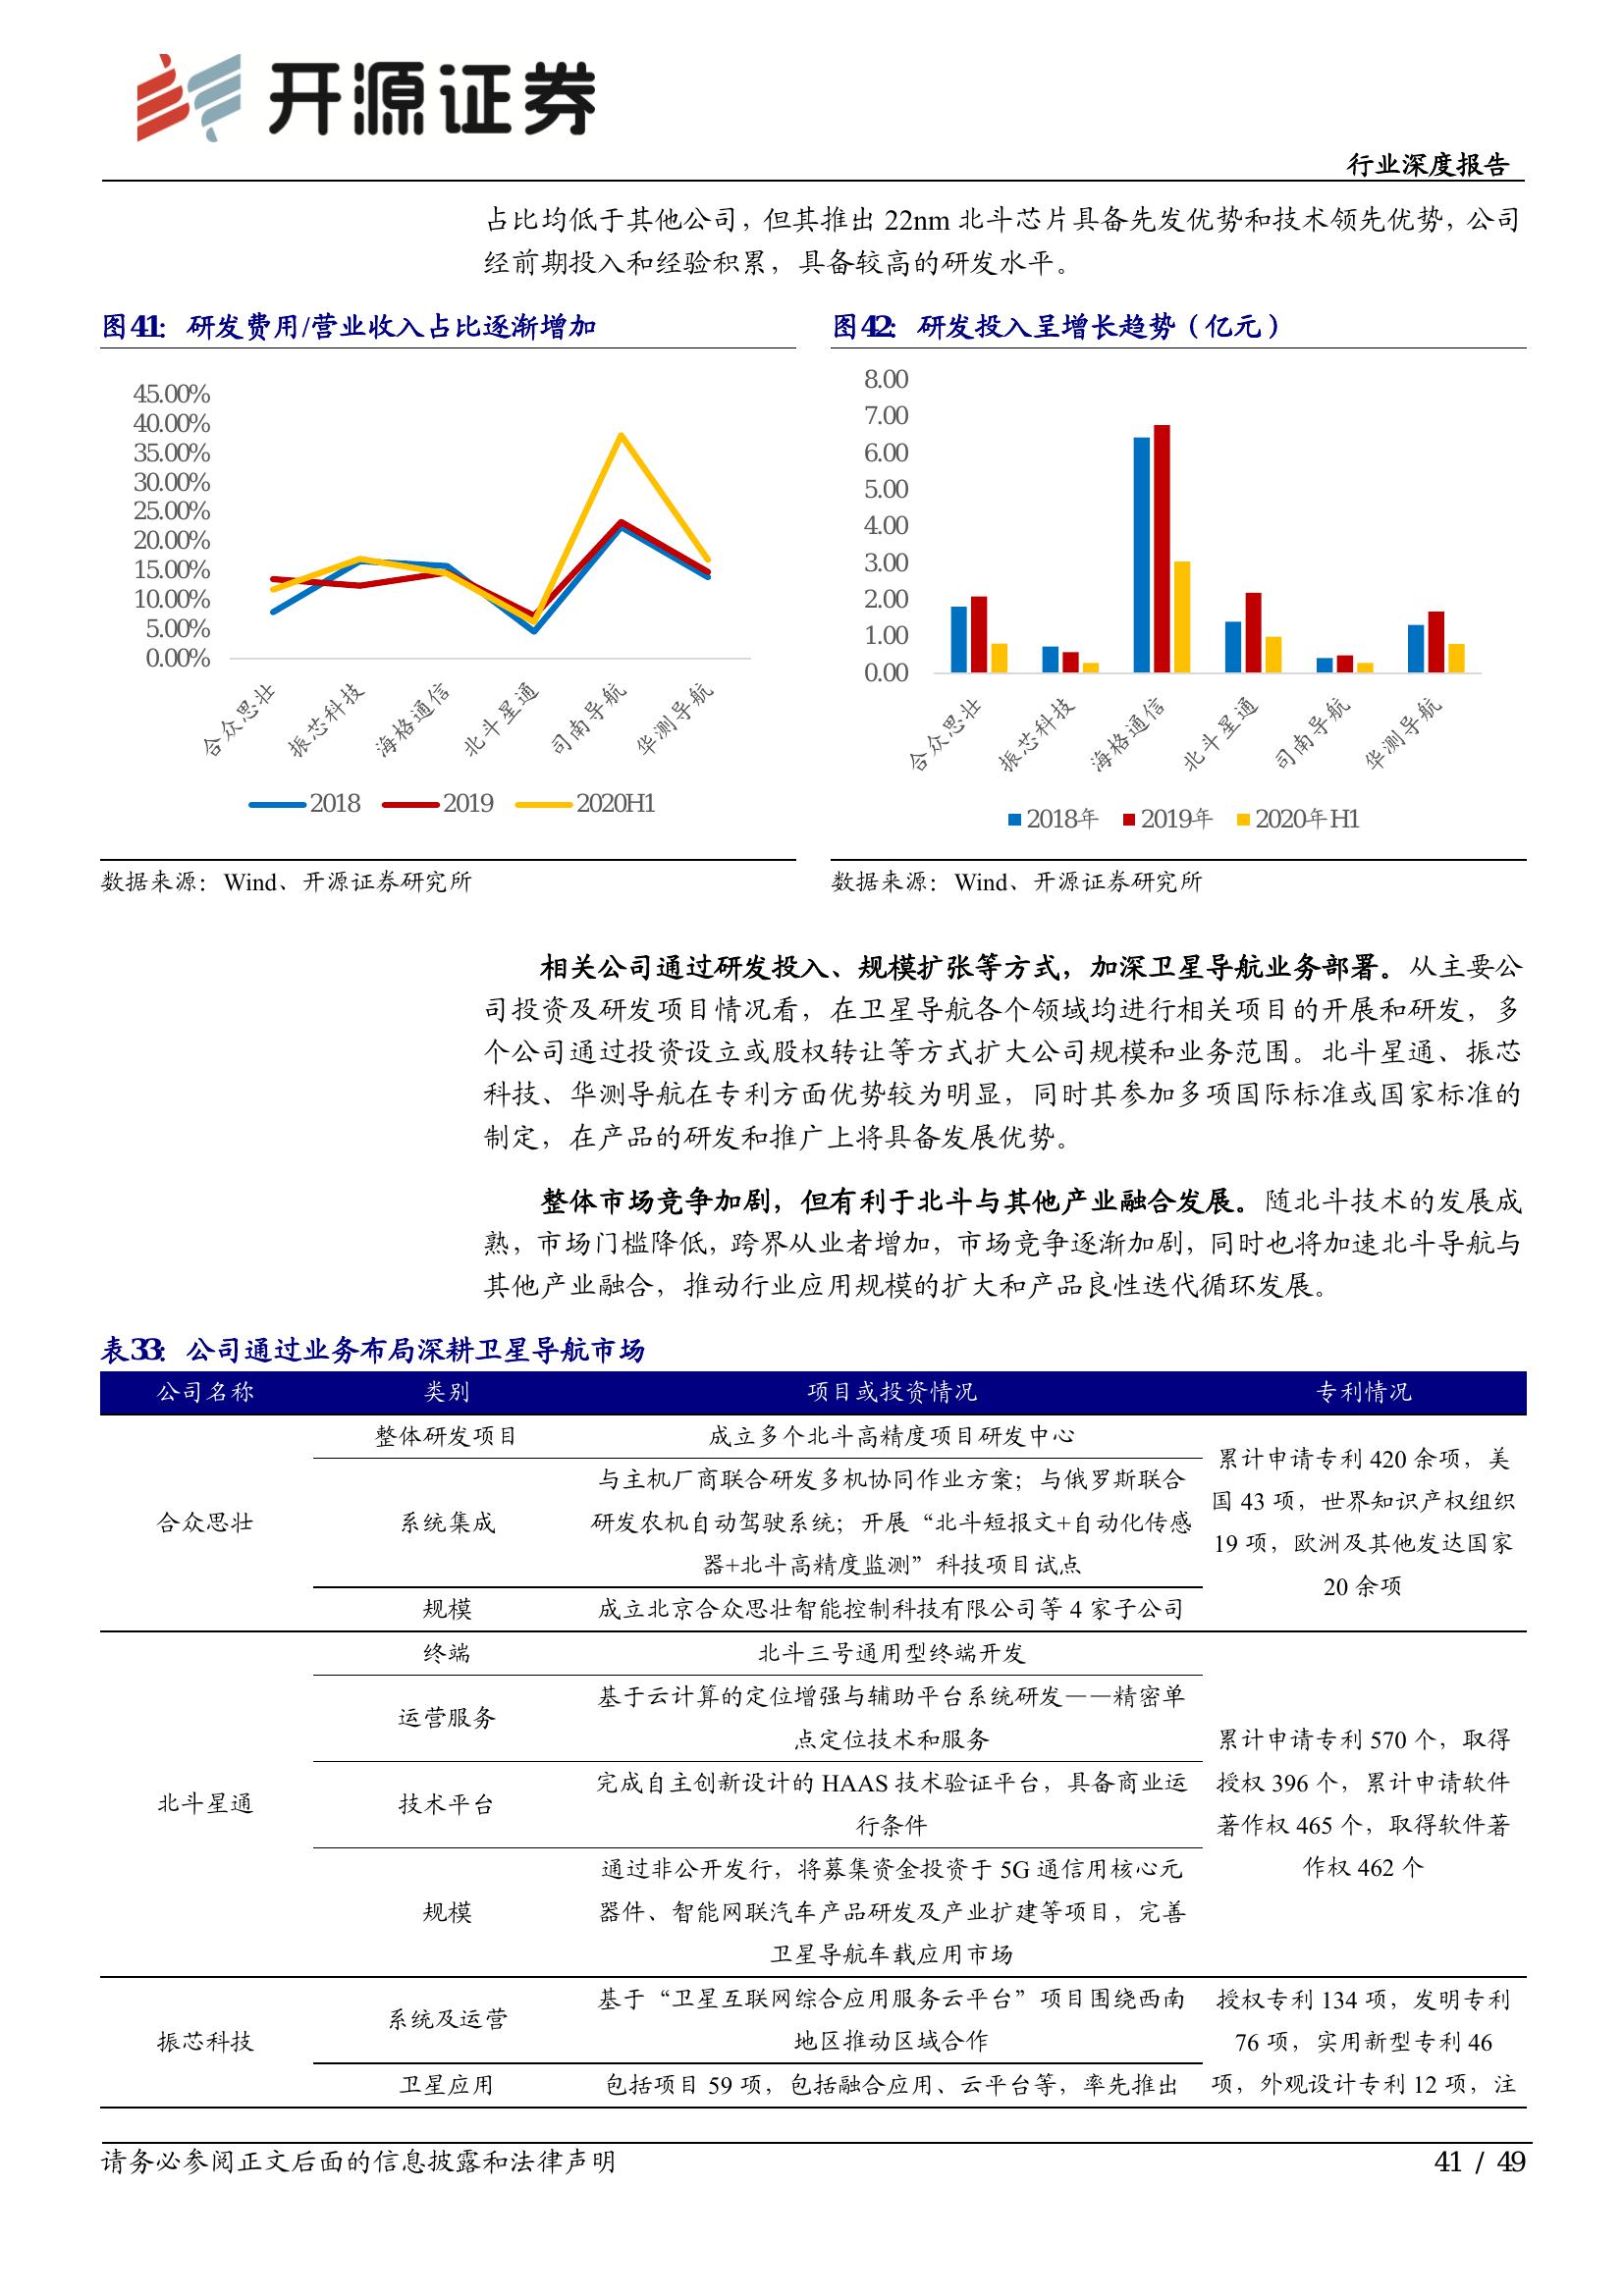 开源证券
行业深度报告
占比均低于其他公司，但其推出 22nm 北斗芯片具备先发优势和技术领先优势，公司
经前期投入和经验积累，具备较高的研发水平。
图41：研发费用/营业收入占比逐渐增加
45.00%
40.00%
35.00%
30.00%
25.00%
20.00%
15.00%
10.00%
5.00%
0.00%
合众思壮
振芯科技
海格通信
北斗星通
司南导航
华测导航
2018
2019
2020H1
数据来源：Wind、开源证券研究所
图42：研发投入呈增长趋势（亿元）
8.00
7.00
6.00
5.00
4.00
3.00
2.00
1.00
0.00
合众思壮
振芯科技
海格通信
北斗星通
司南导航
华测导航
2018年
2019年
2020年H1
数据来源：Wind、开源证券研究所
相关公司通过研发投入、规模扩张等方式，加深卫星导航业务部署。从主要公
司投资及研发项目情况看，在卫星导航各个领域均进行相关项目的开展和研发，多
个公司通过投资设立或股权转让等方式扩大公司规模和业务范围。北斗星通、振芯
科技、华测导航在专利方面优势较为明显，同时其参加多项国际标准或国家标准的
制定，在产品的研发和推广上将具备发展优势。
整体市场竞争加剧，但有利于北斗与其他产业融合发展。随北斗技术的发展成
熟，市场门槛降低，跨界从业者增加，市场竞争逐渐加剧，同时也将加速北斗导航与
其他产业融合，推动行业应用规模的扩大和产品良性迭代循环发展。
表33：公司通过业务布局深耕卫星导航市场
公司名称 类别 项目或投资情况 专利情况
合众思壮
整体研发项目 成立多个北斗高精度项目研发中心
系统集成
与主机厂商联合研发多机协同作业方案；与俄罗斯联合
研发农机自动驾驶系统；开展“北斗短报文+自动化传感
器+北斗高精度监测”科技项目试点
规模 成立北京合众思壮智能控制科技有限公司等 4 家子公司
累计申请专利 420 余项，美
国 43 项，世界知识产权组织
19 项，欧洲及其他发达国家
20 余项
北斗星通
终端 北斗三号通用型终端开发
运营服务
基于云计算的定位增强与辅助平台系统研发——精密单
点定位技术和服务
技术平台
完成自主创新设计的 HAAS 技术验证平台，具备商业运
行条件
规模
通过非公开发行，将募集资金投资于 5G 通信用核心元
器件、智能网联汽车产品研发及产业扩建等项目，完善
卫星导航车载应用市场
累计申请专利 570 个，取得
授权 396 个，累计申请软件
著作权 465 个，取得软件著
作权 462 个
振芯科技
系统及运营
基于“卫星互联网综合应用服务云平台”项目围绕西南
地区推动区域合作
卫星应用 包括项目 59 项，包括融合应用、云平台等，率先推出
授权专利 134 项，发明专利
76 项，实用新型专利 46
项，外观设计专利 12 项，注
请务必参阅正文后面的信息披露和法律声明
41 / 49